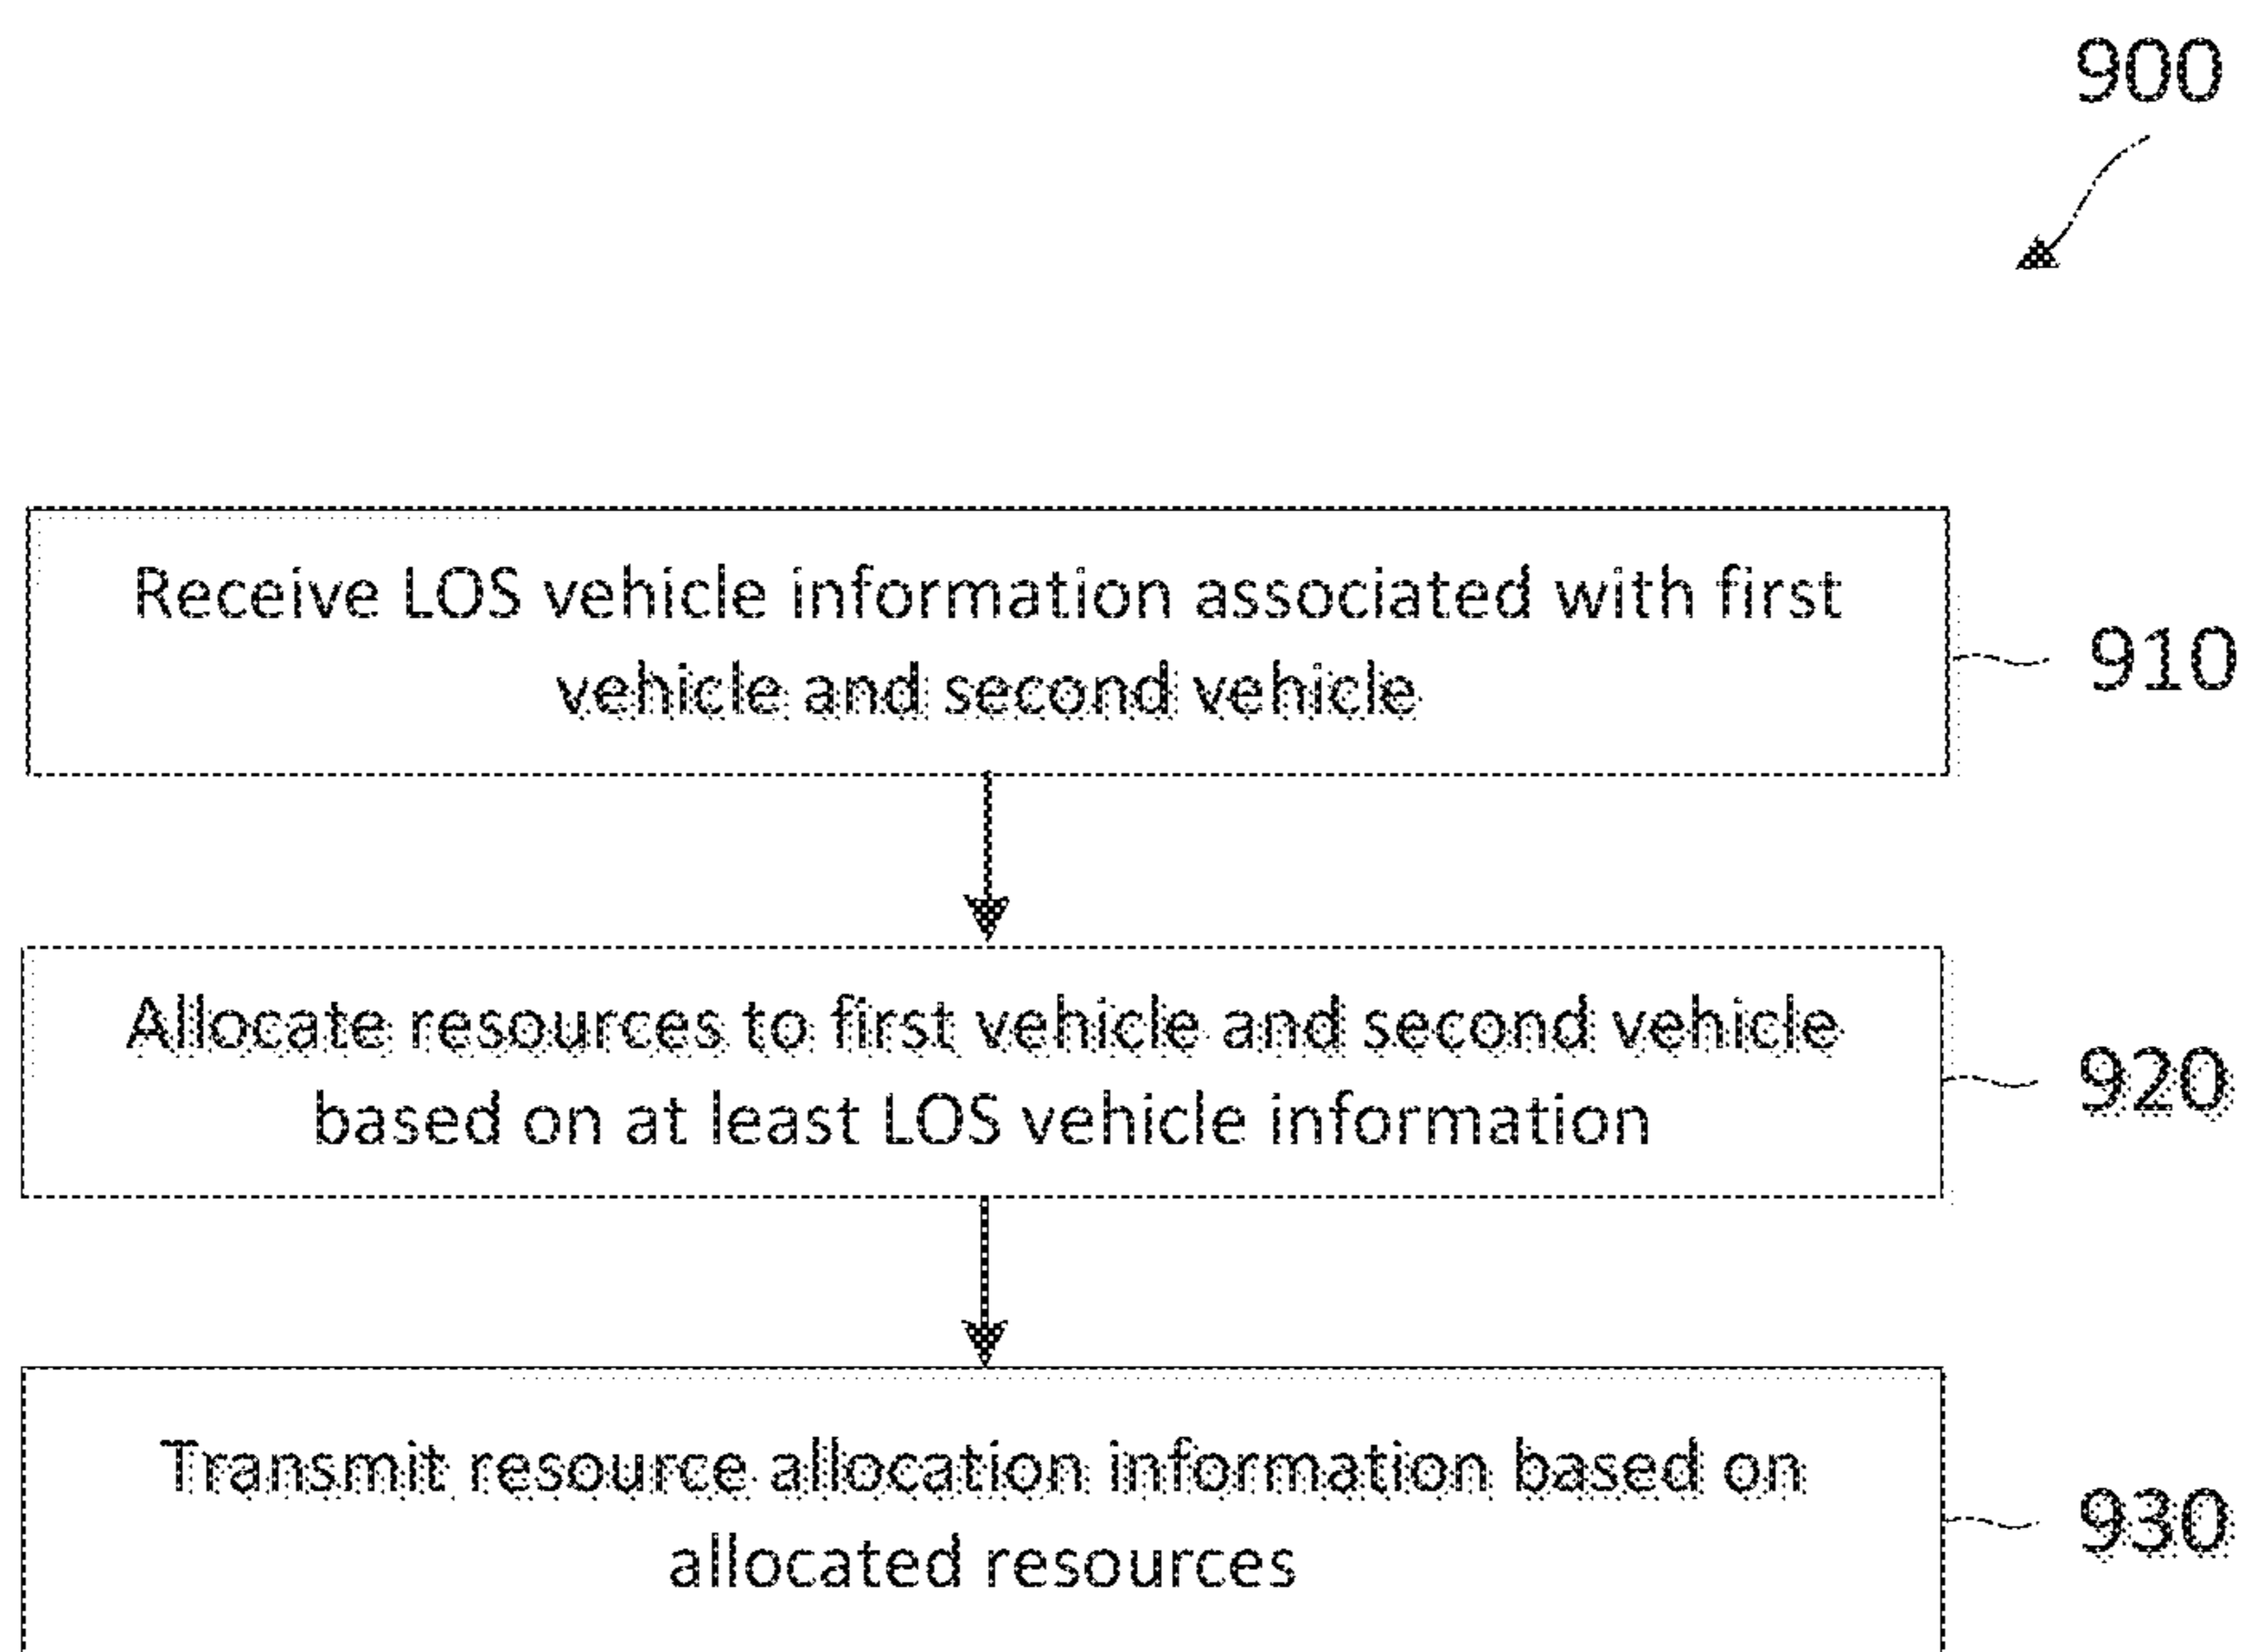 900
Receive LOS vehicle information associated with first
vehicle and second vehicle
910
Allocate resources to first vehicle and second vehicle
based on at least LOS vehicle information
920
Transmit resource allocation information based on
allocated resources
930